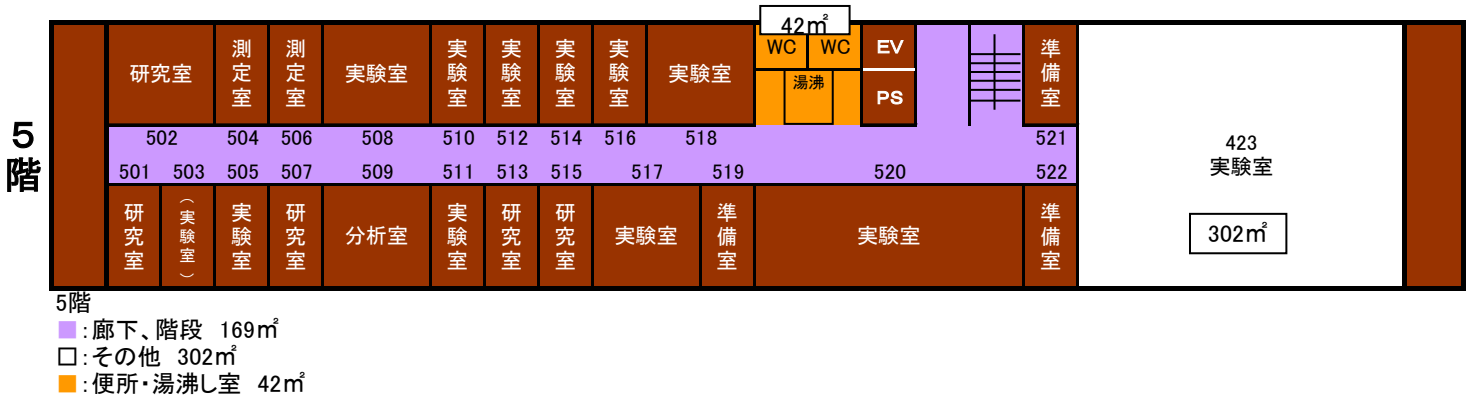 5階
42㎡
研究室 測定室 測定室 実験室 実験室 実験室 実験室 実験室 実験室 WC WC EV 準備室
湯沸 PS
502 504 506 508 510 512 514 516 518 521
501 503 505 507 509 511 513 515 517 519 520 522
研究室 （実験室） 実験室 研究室 分析室 実験室 研究室 研究室 実験室 準備室 実験室 準備室
423
実験室
302㎡
5階
■:廊下、階段 169㎡
□:その他 302㎡
■:便所・湯沸し室 42㎡